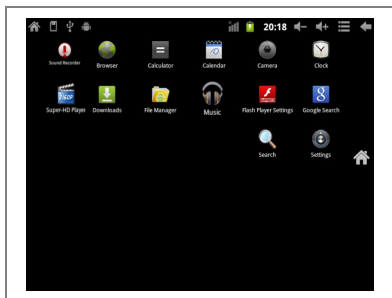 20:18
Sound Recorder Browser Calculator Calendar Camera Clock
Super-HD Player Downloads File Manager Music Flash Player Settings Google Search
Search Settings